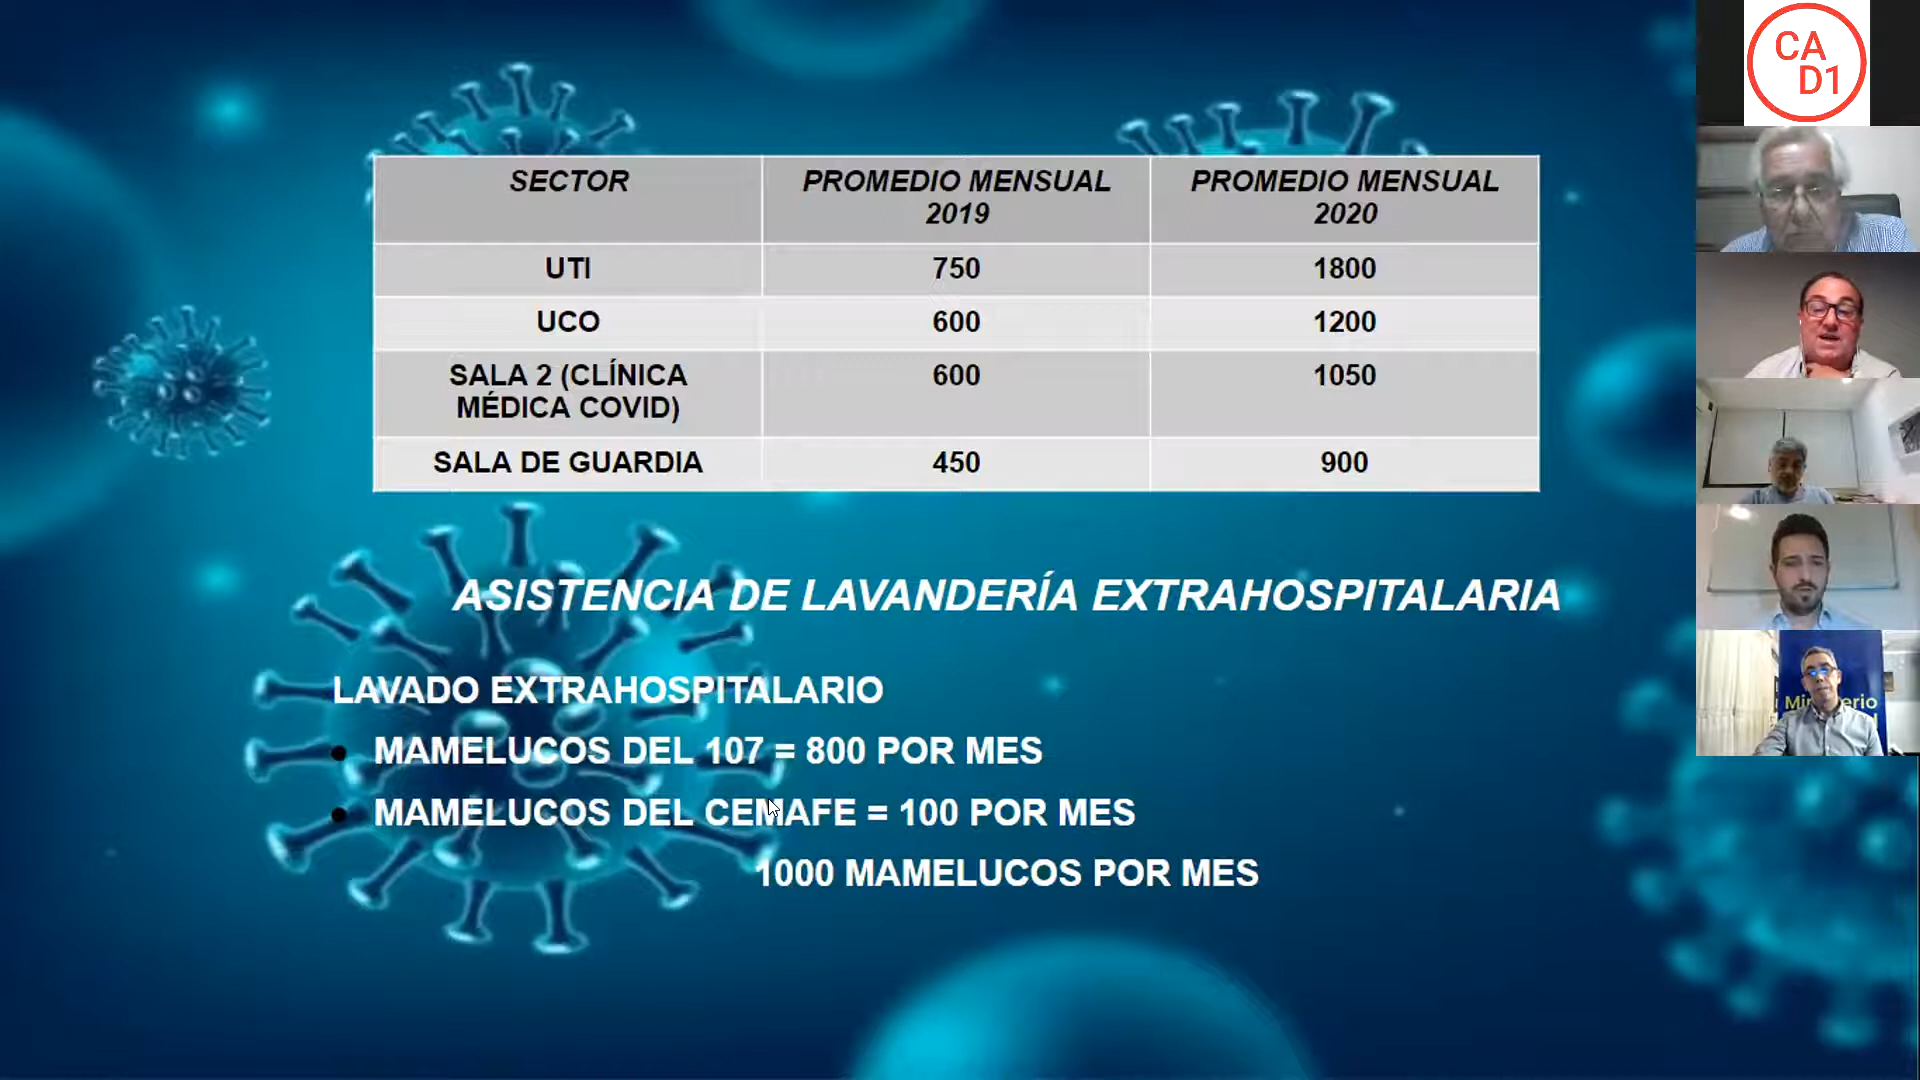 CA
D1
SECTOR
PROMEDIO MENSUAL
2019
PROMEDIO MENSUAL
2020
UTI
750
1800
UCO
600
1200
SALA 2 (CLÍNICA
MÉDICA COVID)
600
1050
SALA DE GUARDIA
450
900
ASISTENCIA DE LAVANDERÍA EXTRAHOSPITALARIA
LAVADO EXTRAHOSPITALARIO
MAMELUCOS DEL 107 = 800 POR MES
MAMELUCOS DEL CEMAFE = 100 POR MES
1000 MAMELUCOS POR MES